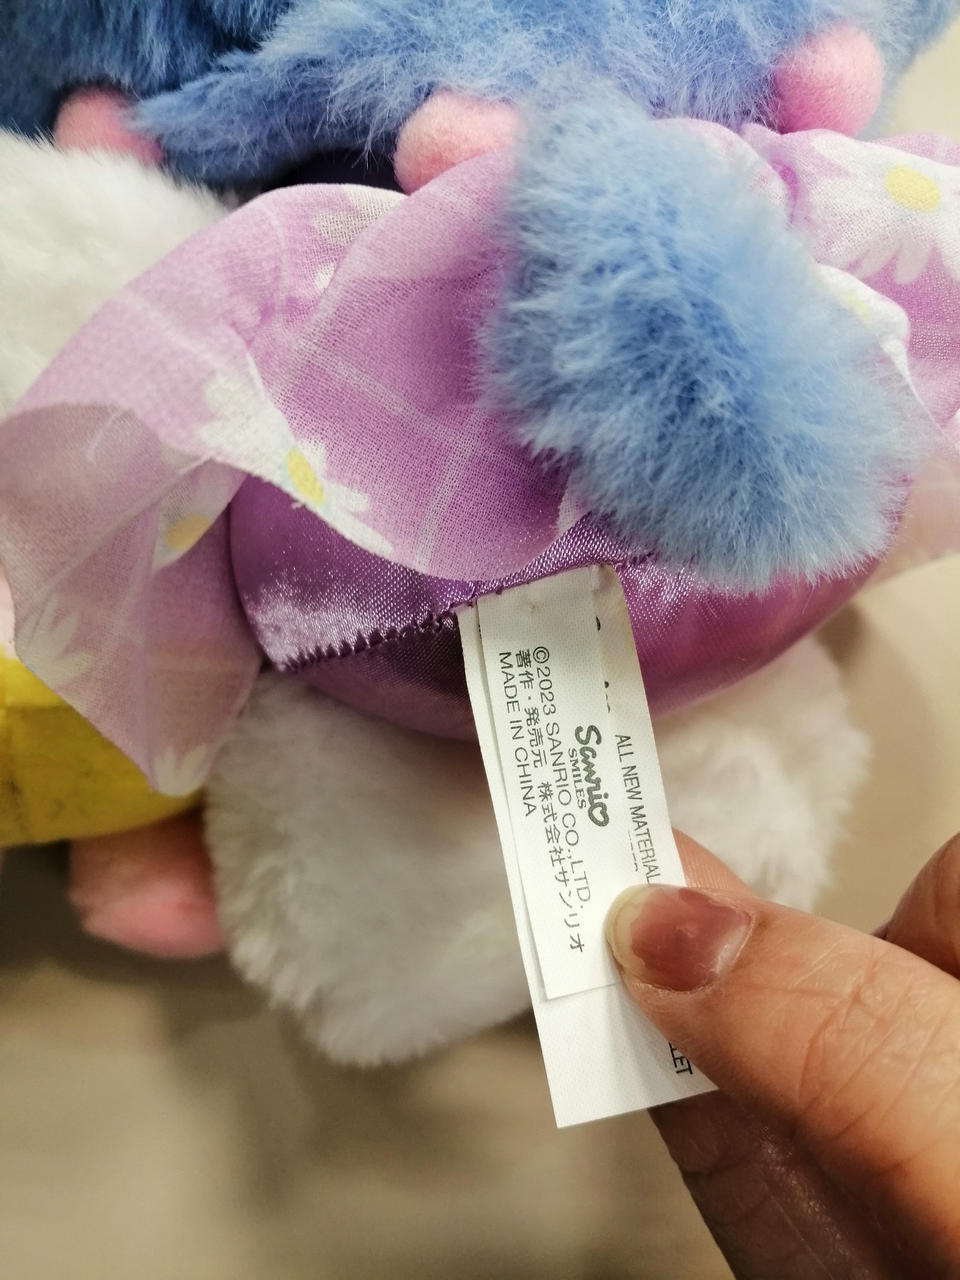 ALL NEW MATERIAL
Sanrio
SMILES
©2023 SANRIO CO.,LTD.
著作・発売元 株式会社サンリオ
MADE IN CHINA